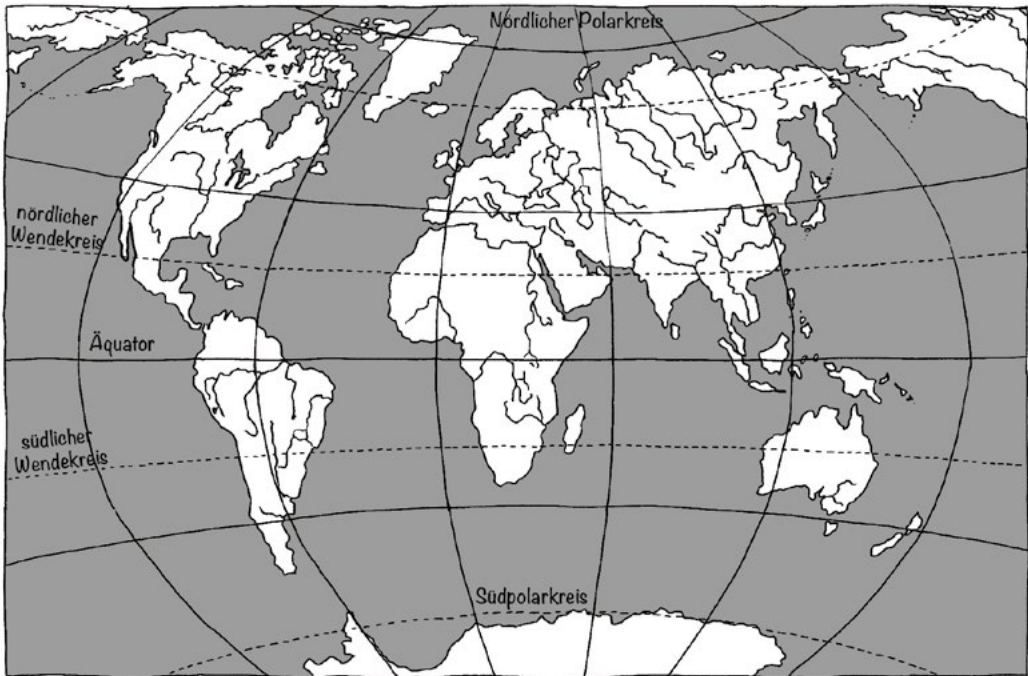 Nördlicher Polarkreis
nördlicher
Wendekreis
Äquator
südlicher
Wendekreis
Südpolarkreis